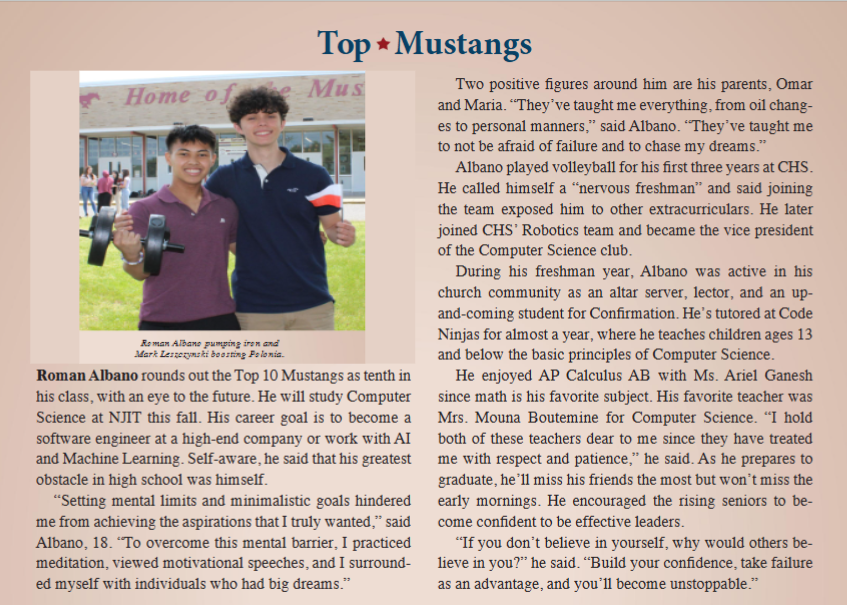 Top ★ Mustangs
Home of the Mus
Roman Albano pumping iron and
Mark Leszczynski boosting Polonia.
Roman Albano rounds out the Top 10 Mustangs as tenth in
his class, with an eye to the future. He will study Computer
Science at NJIT this fall. His career goal is to become a
software engineer at a high-end company or work with AI
and Machine Learning. Self-aware, he said that his greatest
obstacle in high school was himself.
“Setting mental limits and minimalistic goals hindered
me from achieving the aspirations that I truly wanted,” said
Albano, 18. “To overcome this mental barrier, I practiced
meditation, viewed motivational speeches, and I surround-
ed myself with individuals who had big dreams.”
Two positive figures around him are his parents, Omar
and Maria. “They’ve taught me everything, from oil chang-
es to personal manners,” said Albano. “They’ve taught me
to not be afraid of failure and to chase my dreams.”
Albano played volleyball for his first three years at CHS.
He called himself a “nervous freshman” and said joining
the team exposed him to other extracurriculars. He later
joined CHS’ Robotics team and became the vice president
of the Computer Science club.
During his freshman year, Albano was active in his
church community as an altar server, lector, and an up-
and-coming student for Confirmation. He’s tutored at Code
Ninjas for almost a year, where he teaches children ages 13
and below the basic principles of Computer Science.
He enjoyed AP Calculus AB with Ms. Ariel Ganesh
since math is his favorite subject. His favorite teacher was
Mrs. Mouna Boutemine for Computer Science. “I hold
both of these teachers dear to me since they have treated
me with respect and patience,” he said. As he prepares to
graduate, he’ll miss his friends the most but won’t miss the
early mornings. He encouraged the rising seniors to be-
come confident to be effective leaders.
“If you don’t believe in yourself, why would others be-
lieve in you?” he said. “Build your confidence, take failure
as an advantage, and you’ll become unstoppable.”